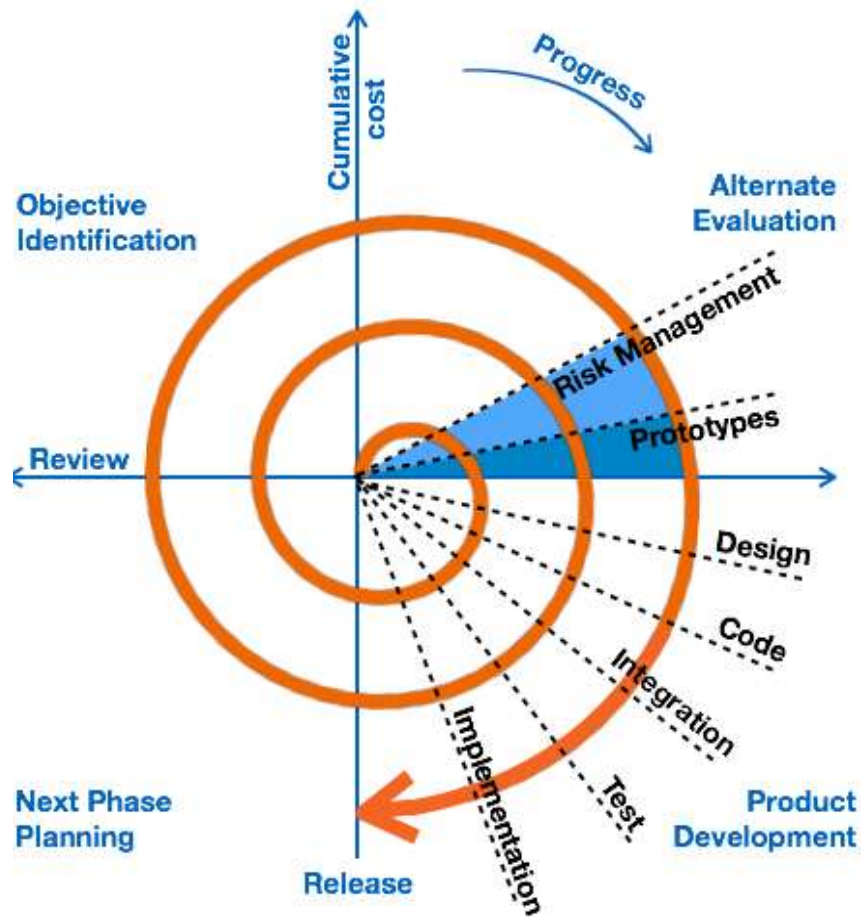 Cumulative
cost
Progress
Objective
Identification
Alternate
Evaluation
Risk Management
Prototypes
Review
Design
Code
Integration
Test
Implementation
Next Phase
Planning
Product
Development
Release